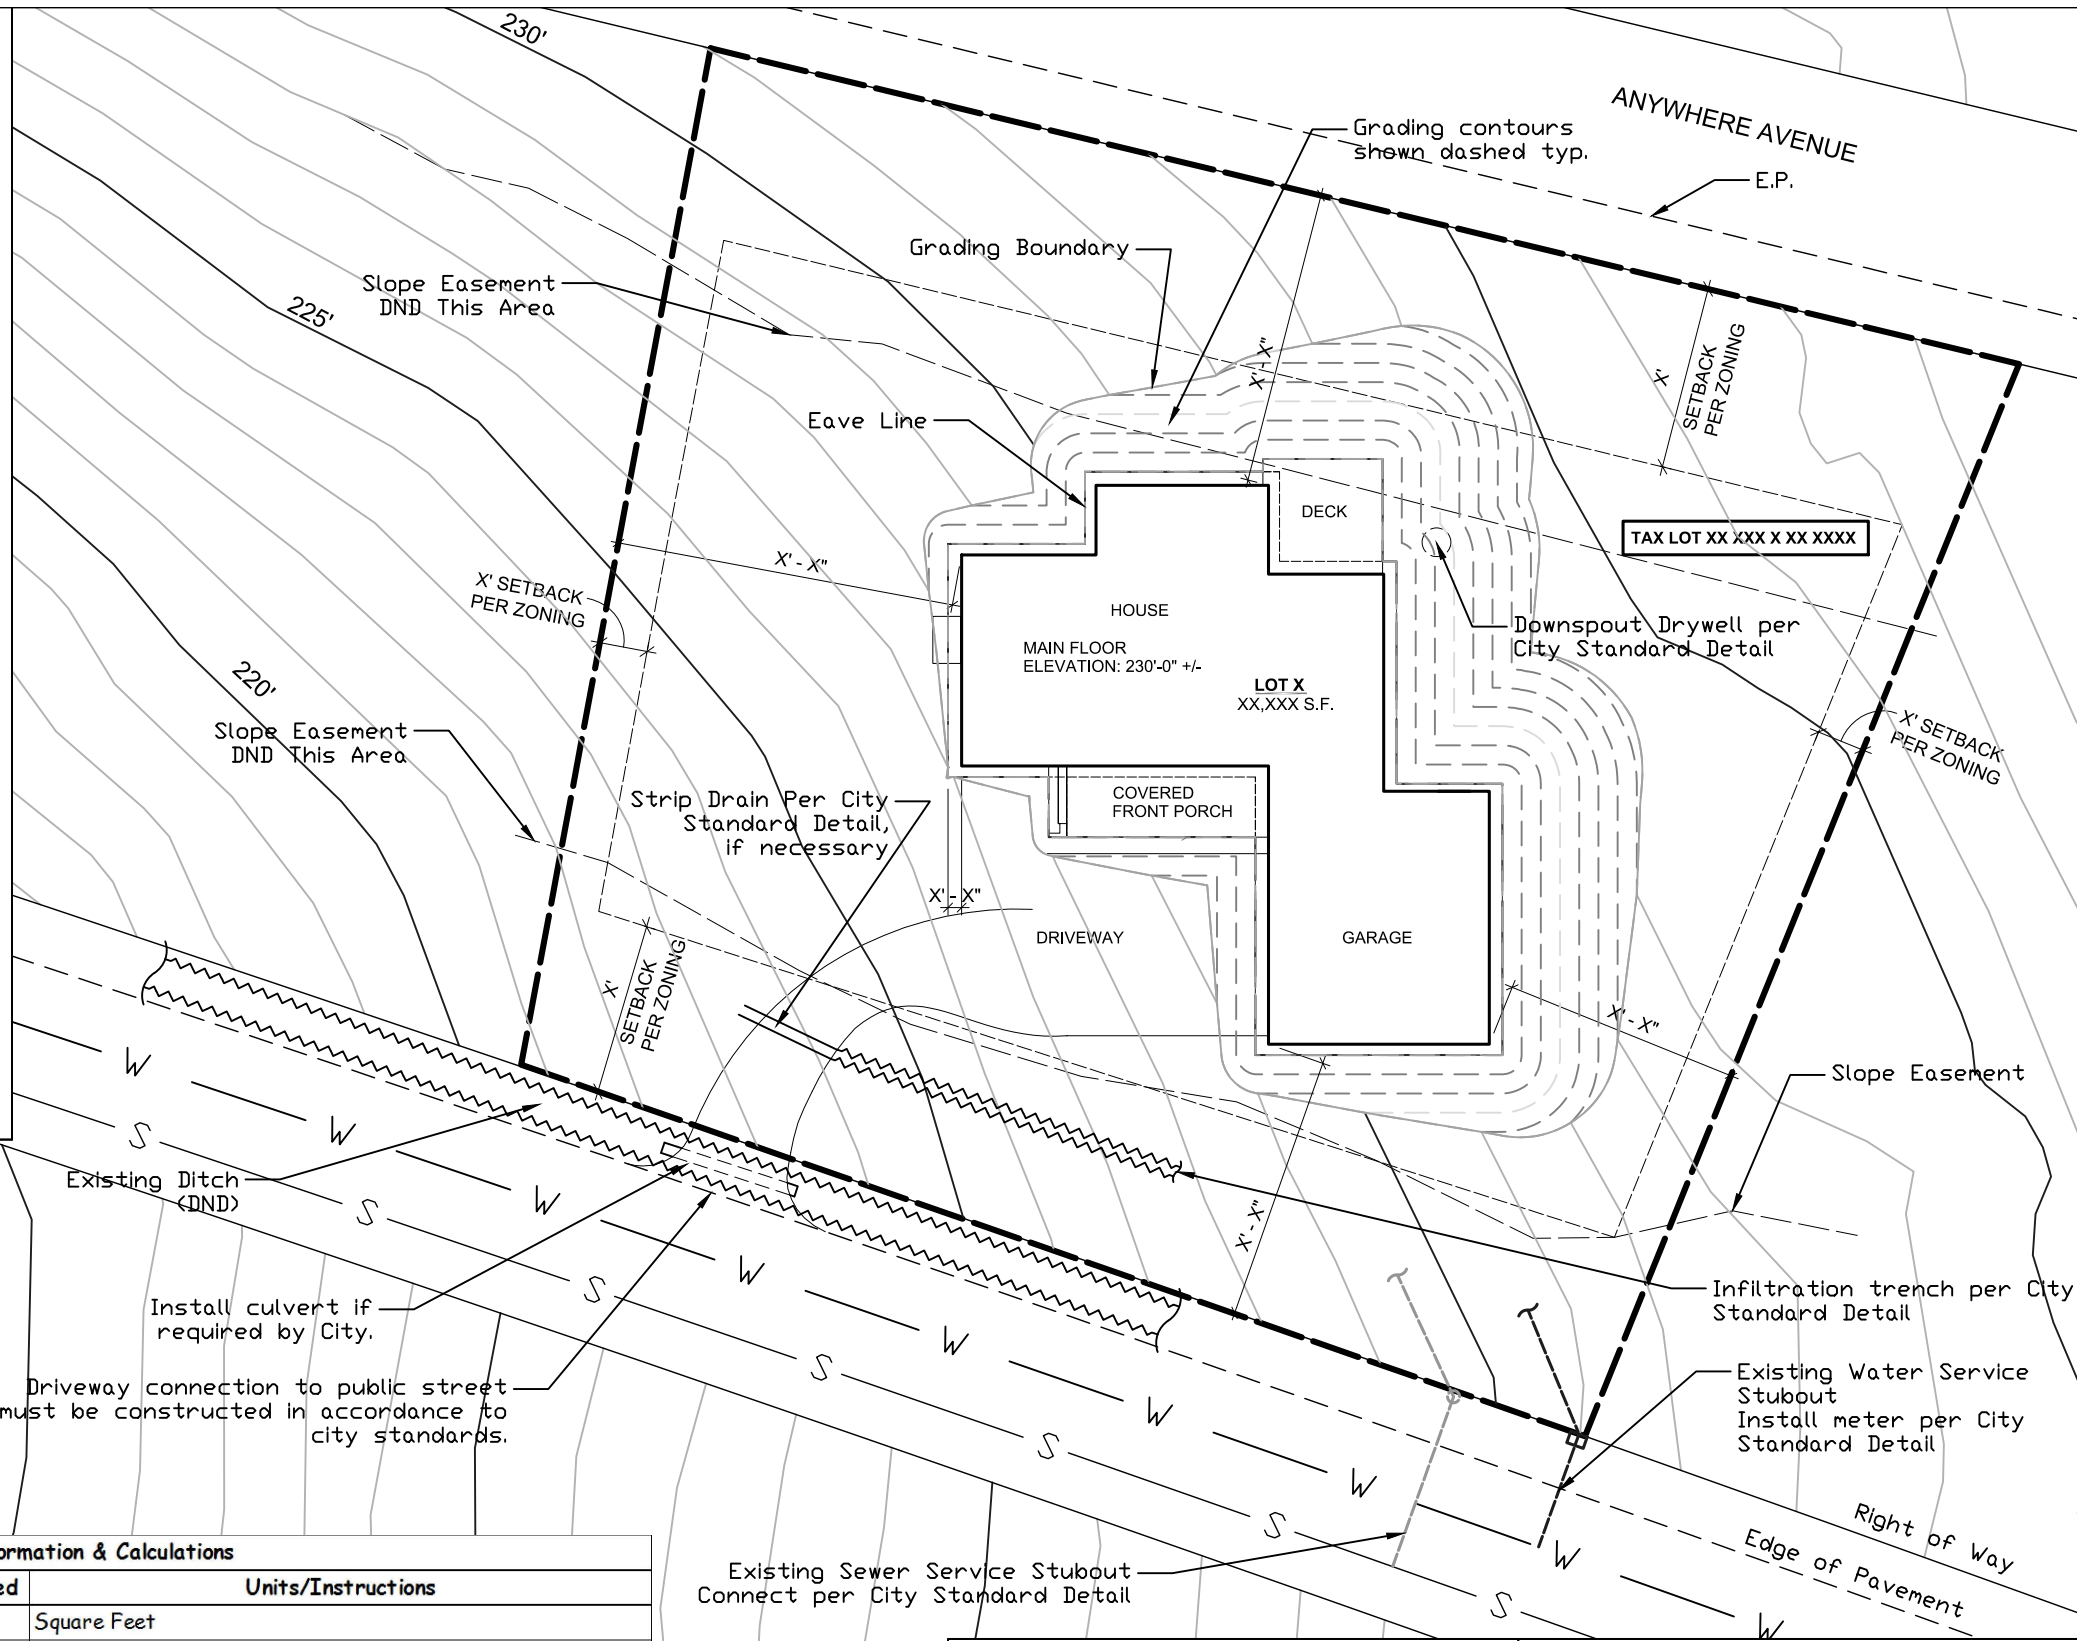 230'
ANYWHERE AVENUE
Grading contours
shown dashed typ.
E.P.
Grading Boundary
Slope Easement
DND This Area
225'
X' - X"
X'
SETBACK
PER ZONING
Eave Line
DECK
TAX LOT XX XXX X XX XXXX
X' - X"
X' SETBACK
PER ZONING
HOUSE
MAIN FLOOR
ELEVATION: 230'-0" +/-
Downspout Drywell per
City Standard Detail
220'
LOT X
XX,XXX S.F.
Slope Easement
DND This Area
X' SETBACK
PER ZONING
Strip Drain Per City
Standard Detail,
if necessary
COVERED
FRONT PORCH
X' - X"
DRIVEWAY
GARAGE
X'
SETBACK
PER ZONING
X' - X"
W
Slope Easement
S
W
Existing Ditch
(DND)
W
S
X' - X"
W
S
Install culvert if
required by City.
Infiltration trench per City
Standard Detail
W
S
Driveway connection to public street
must be constructed in accordance to
city standards.
W
S
Existing Water Service
Stubout
Install meter per City
Standard Detail
W
S
Right of Way
Edge of Pavement
W
Existing Sewer Service Stubout
Connect per City Standard Detail
S
W
ormation & Calculations
ed
Units/Instructions
Square Feet